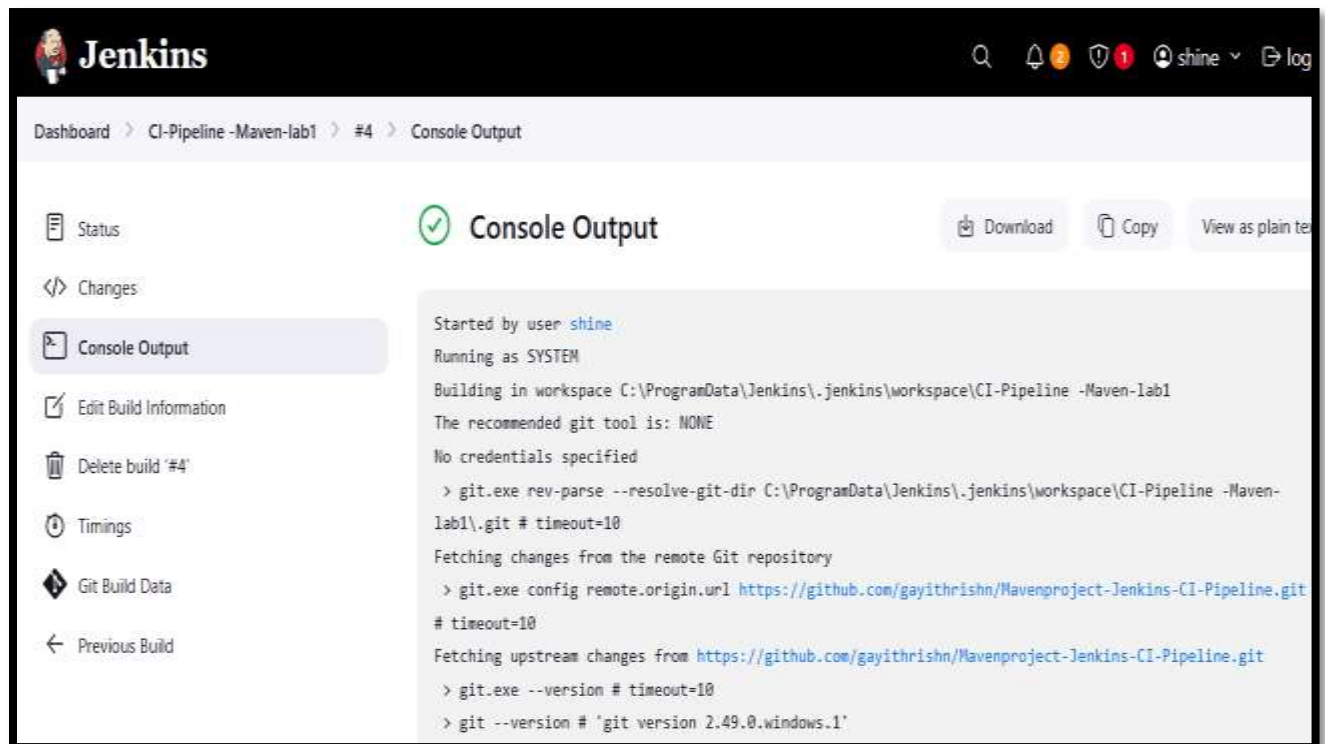 Jenkins
2 1 shine log
Dashboard > CI-Pipeline -Maven-lab1 > #4 > Console Output
Status
Changes
Console Output
Edit Build Information
Delete build '#4'
Timings
Git Build Data
Previous Build
Console Output
Download Copy View as plain te
Started by user shine
Running as SYSTEM
Building in workspace C:\ProgramData\Jenkins\.jenkins\workspace\CI-Pipeline -Maven-lab1
The recommended git tool is: NONE
No credentials specified
> git.exe rev-parse --resolve-git-dir C:\ProgramData\Jenkins\.jenkins\workspace\CI-Pipeline -Maven-
lab1\.git # timeout=10
Fetching changes from the remote Git repository
> git.exe config remote.origin.url https://github.com/gayithrishn/Mavenproject-Jenkins-CI-Pipeline.git
# timeout=10
Fetching upstream changes from https://github.com/gayithrishn/Mavenproject-Jenkins-CI-Pipeline.git
> git.exe --version # timeout=10
> git --version # 'git version 2.49.0.windows.1'